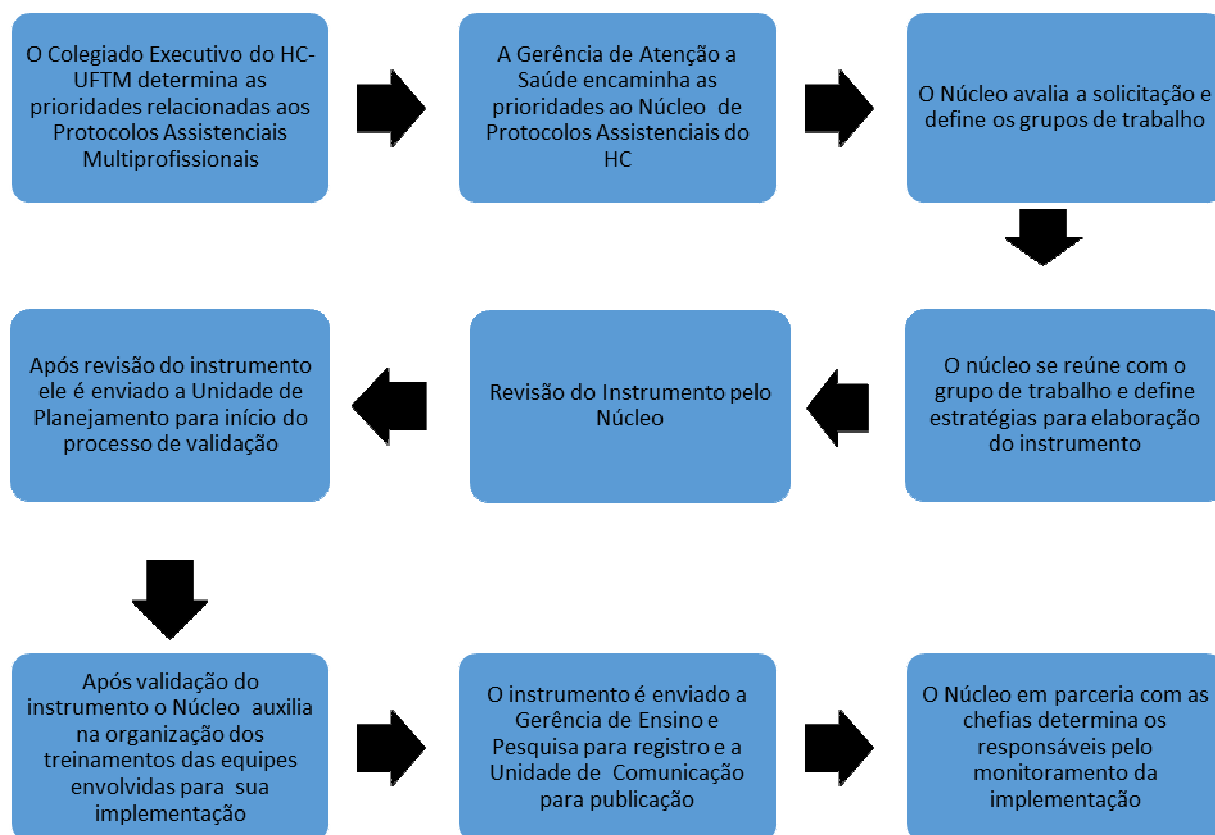 O Colegiado Executivo do HC-
UFTM determina as
prioridades relacionadas aos
Protocolos Assistenciais
Multiprofissionais
A Gerência de Atenção a
Saúde encaminha as
prioridades ao Núcleo de
Protocolos Assistenciais do
HC
O Núcleo avalia a solicitação e
define os grupos de trabalho
O núcleo se reúne com o
grupo de trabalho e define
estratégias para elaboração
do instrumento
Revisão do Instrumento pelo
Núcleo
Após revisão do instrumento
ele é enviado a Unidade de
Planejamento para início do
processo de validação
Após validação do
instrumento o Núcleo auxilia
na organização dos
treinamentos das equipes
envolvidas para sua
implementação
O instrumento é enviado a
Gerência de Ensino e
Pesquisa para registro e a
Unidade de Comunicação
para publicação
O Núcleo em parceria com as
chefias determina os
responsáveis pelo
monitoramento da
implementação